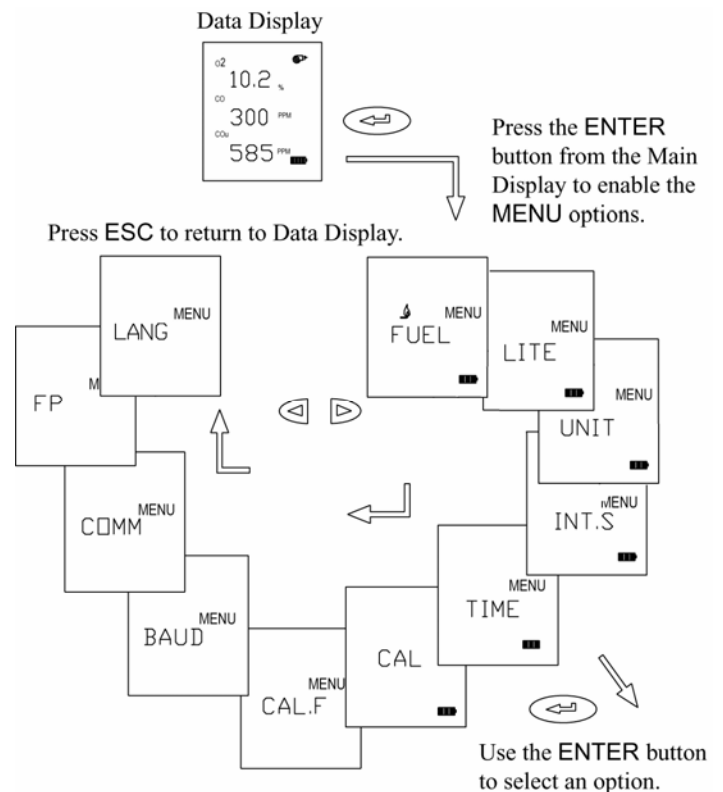 Data Display
O2
10.2 %
CO
300 PPM
COu
585 PPM
Press the ENTER
button from the Main
Display to enable the
MENU options.
Press ESC to return to Data Display.
MENU
LANG
MENU
FUEL
MENU
LITE
M
FP
MENU
UNIT
MENU
COMM
MENU
INT.S
MENU
BAUD
MENU
TIME
CAL
MENU
CAL.F
Use the ENTER button
to select an option.